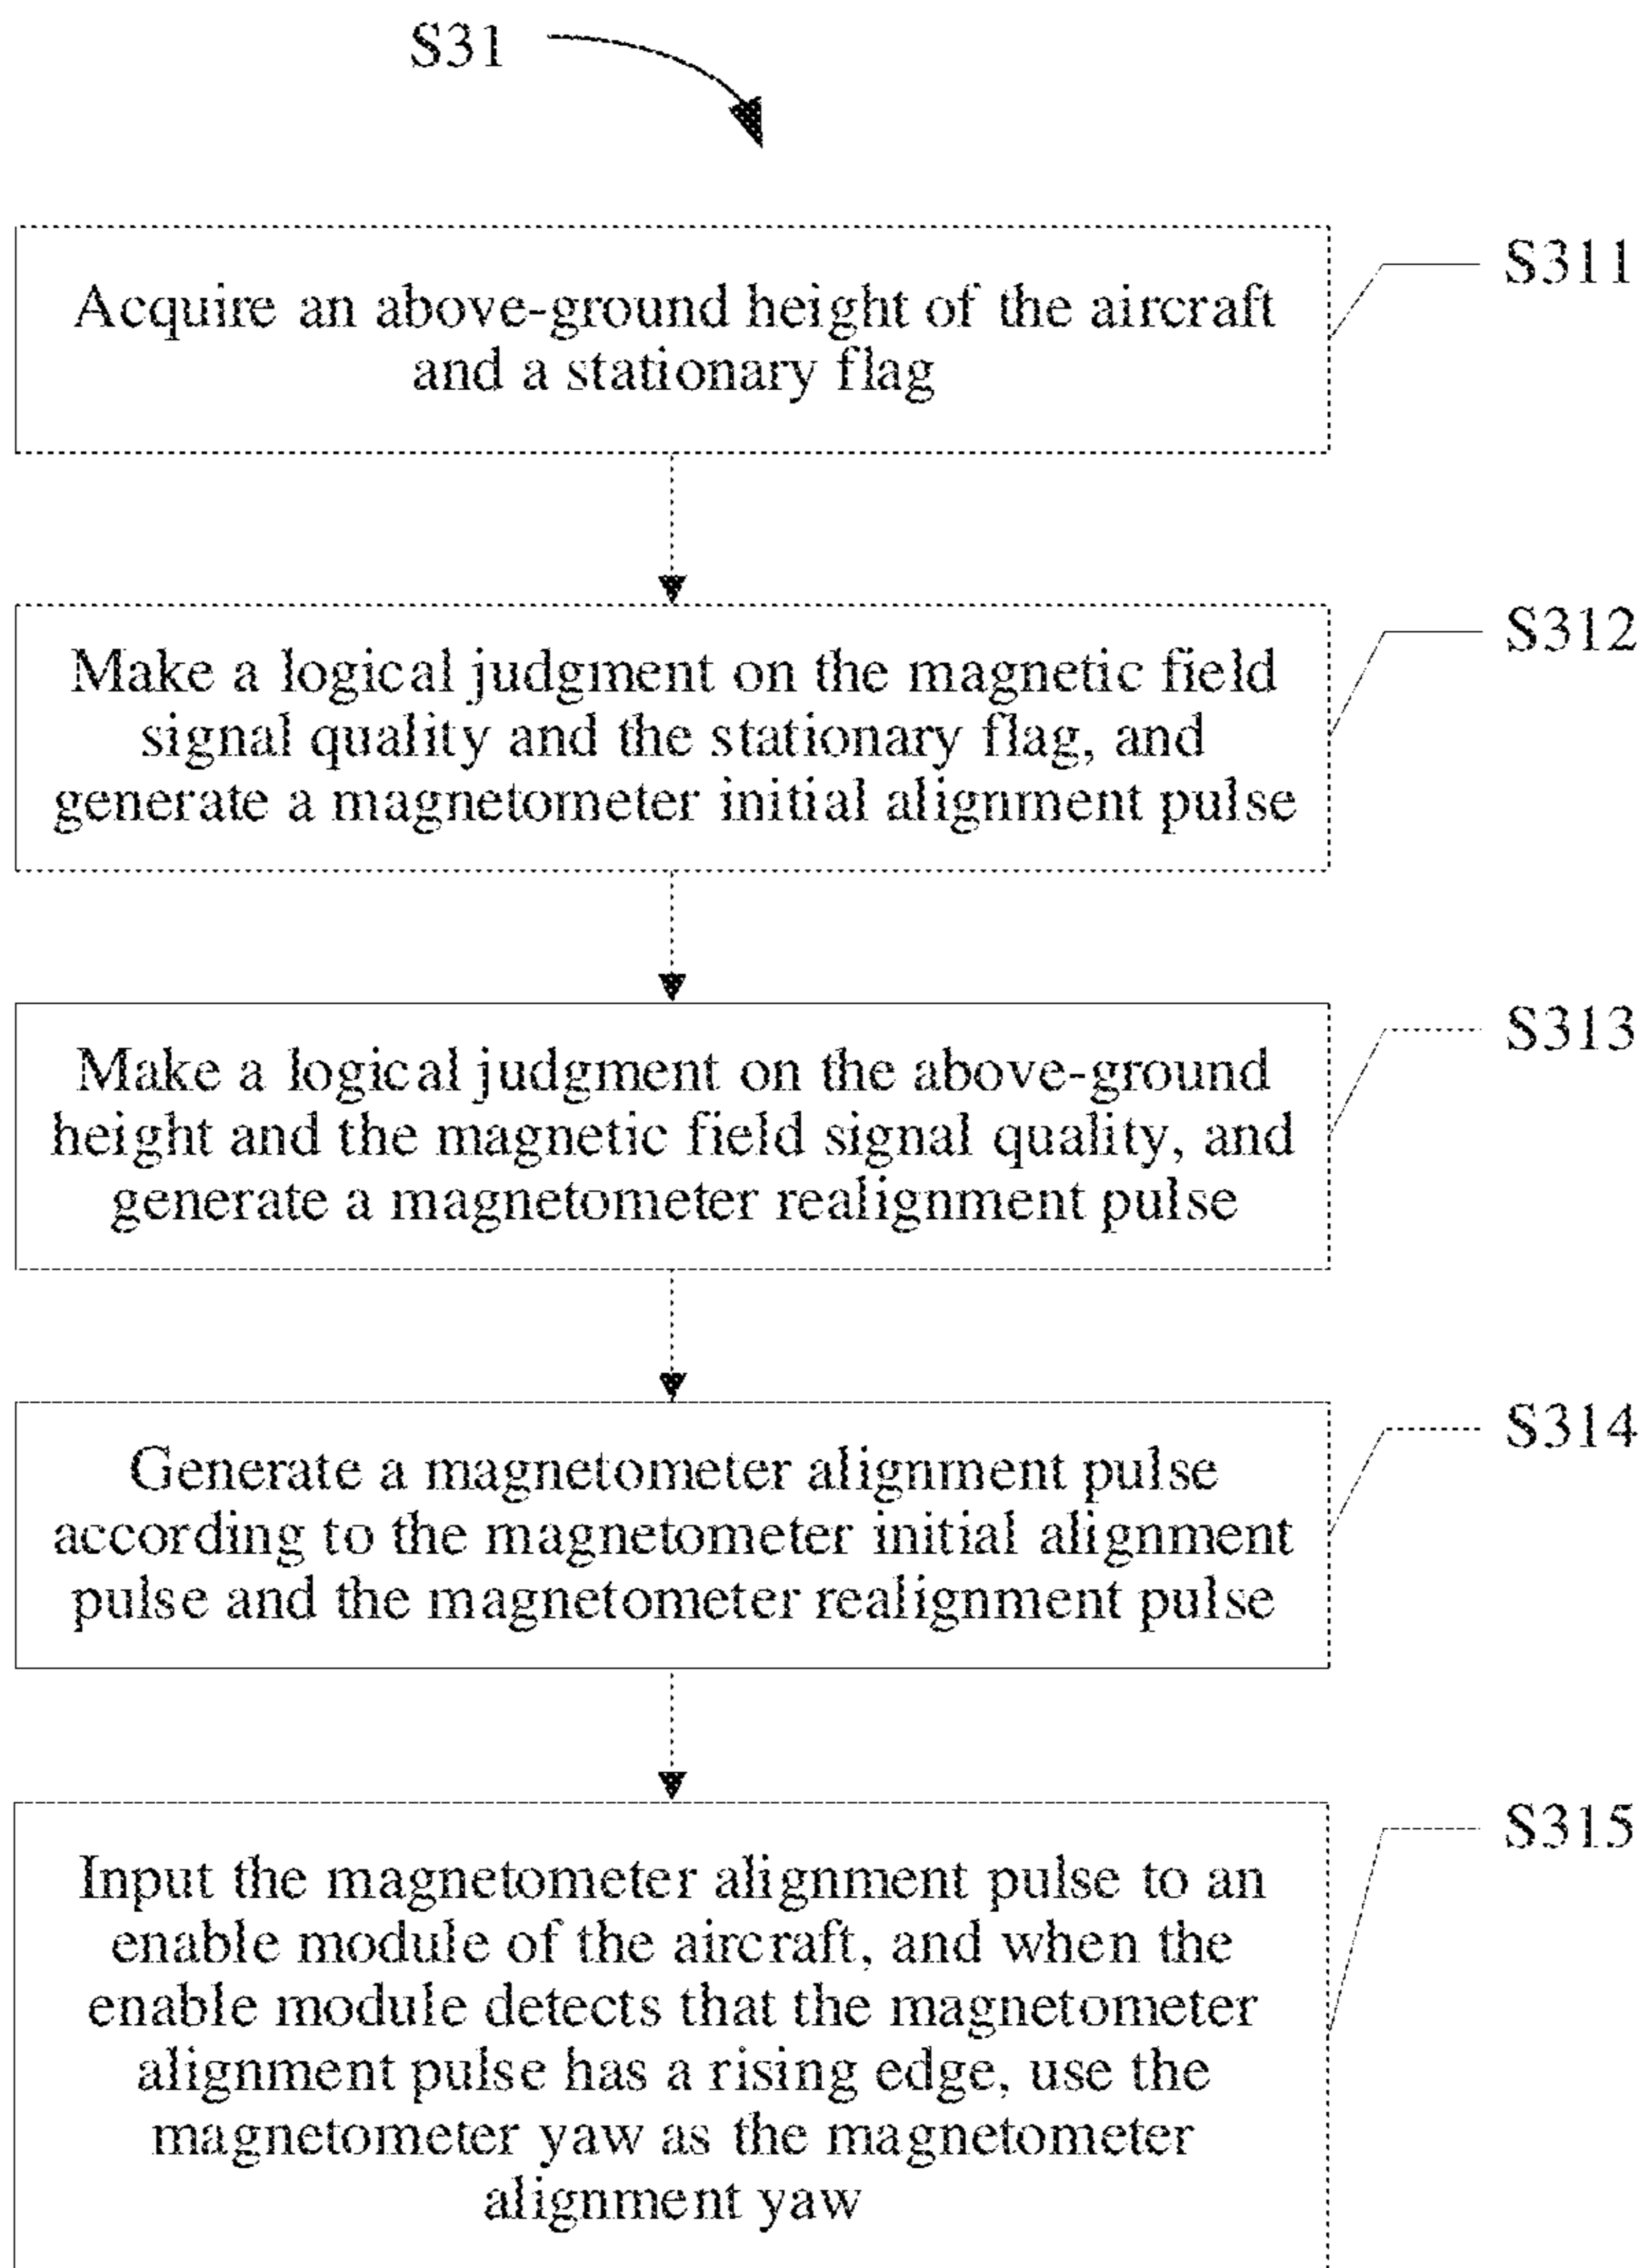 S31
Acquire an above-ground height of the aircraft
and a stationary flag
S311
Make a logical judgment on the magnetic field
signal quality and the stationary flag, and
generate a magnetometer initial alignment pulse
S312
Make a logical judgment on the above-ground
height and the magnetic field signal quality, and
generate a magnetometer realignment pulse
S313
Generate a magnetometer alignment pulse
according to the magnetometer initial alignment
pulse and the magnetometer realignment pulse
S314
Input the magnetometer alignment pulse to an
enable module of the aircraft, and when the
enable module detects that the magnetometer
alignment pulse has a rising edge, use the
magnetometer yaw as the magnetometer
alignment yaw
S315